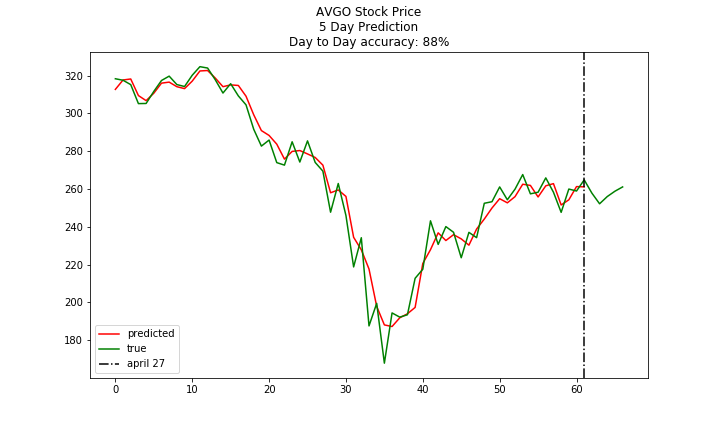 AVGO Stock Price
5 Day Prediction
Day to Day accuracy: 88%
320
300
280
260
240
220
200
180
predicted
true
april 27
0 10 20 30 40 50 60